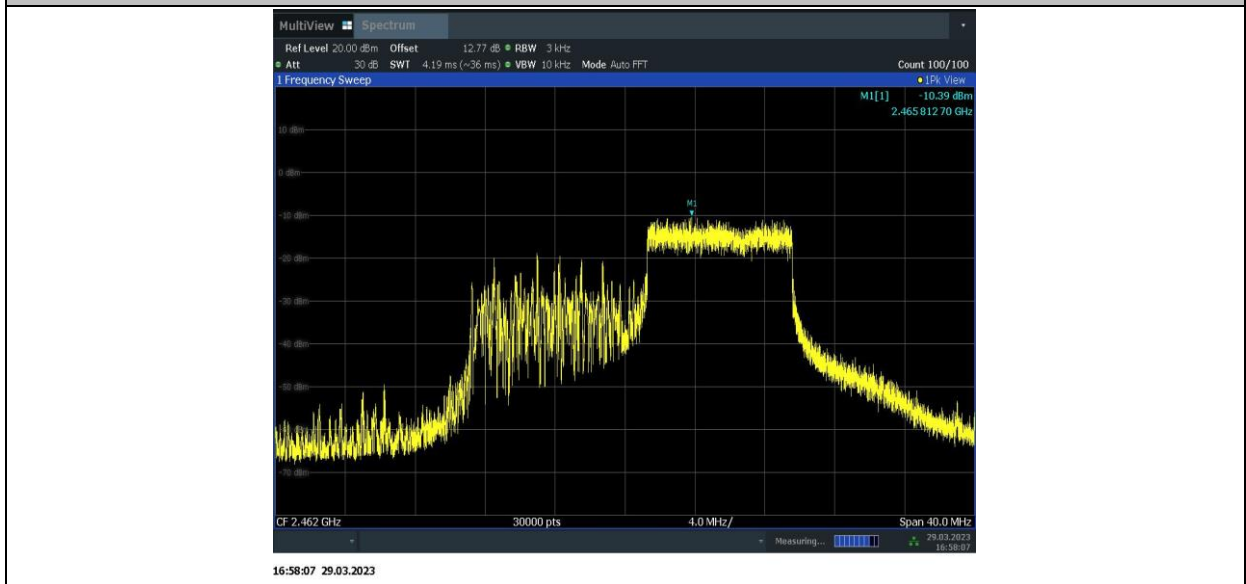 MultiView Spectrum
Ref Level 20.00 dBm Offset 12.77 dB RBW 3 kHz
Att 30 dB SWT 4.19 ms (~36 ms) VBW 10 kHz Mode Auto FFT Count 100/100
1 Frequency Sweep 1Pk View
M1[1] -10.39 dBm
2.465 812 70 GHz
10 dBm
0 dBm
M1
-10 dBm
-20 dBm
-30 dBm
-40 dBm
-50 dBm
-70 dBm
CF 2.462 GHz 30000 pts 4.0 MHz/ Span 40.0 MHz
Measuring... 29.03.2023
16:58:07
16:58:07 29.03.2023